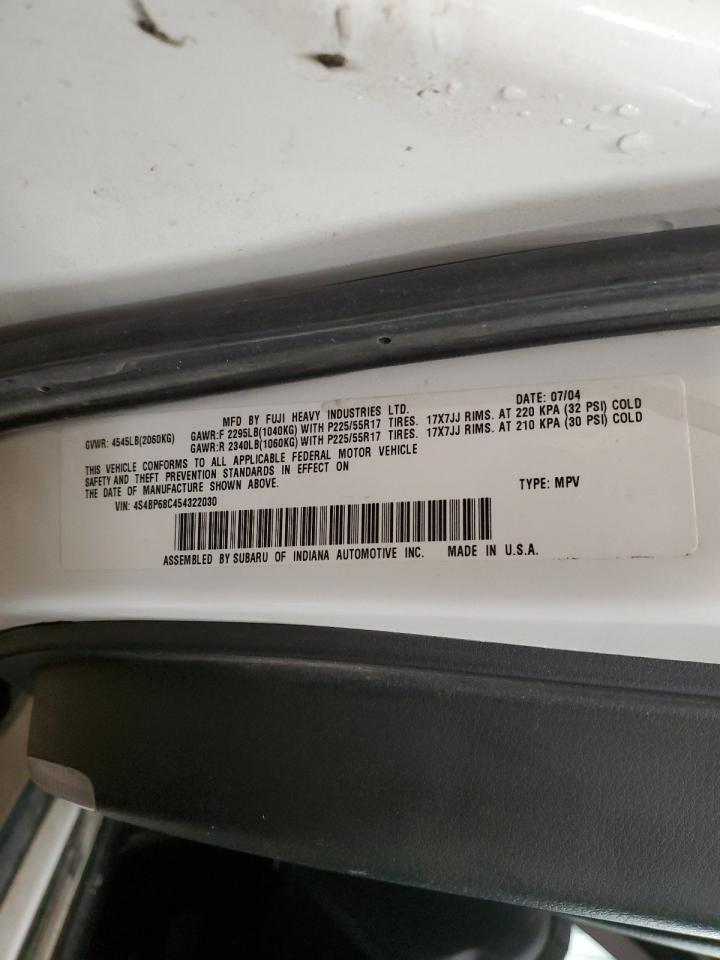 MFD BY FUJI HEAVY INDUSTRIES LTD. DATE: 07/04
GVWR: 4545LB(2060KG) GAWR:F 2295LB(1040KG) WITH P225/55R17 TIRES. 17X7JJ RIMS. AT 220 KPA (32 PSI) COLD
GAWR:R 2340LB(1060KG) WITH P225/55R17 TIRES. 17X7JJ RIMS. AT 210 KPA (30 PSI) COLD
THIS VEHICLE CONFORMS TO ALL APPLICABLE FEDERAL MOTOR VEHICLE
SAFETY AND THEFT PREVENTION STANDARDS IN EFFECT ON
THE DATE OF MANUFACTURE SHOWN ABOVE.
VIN: 4S4BP68C454322030 TYPE: MPV
ASSEMBLED BY SUBARU OF INDIANA AUTOMOTIVE INC. MADE IN U.S.A.